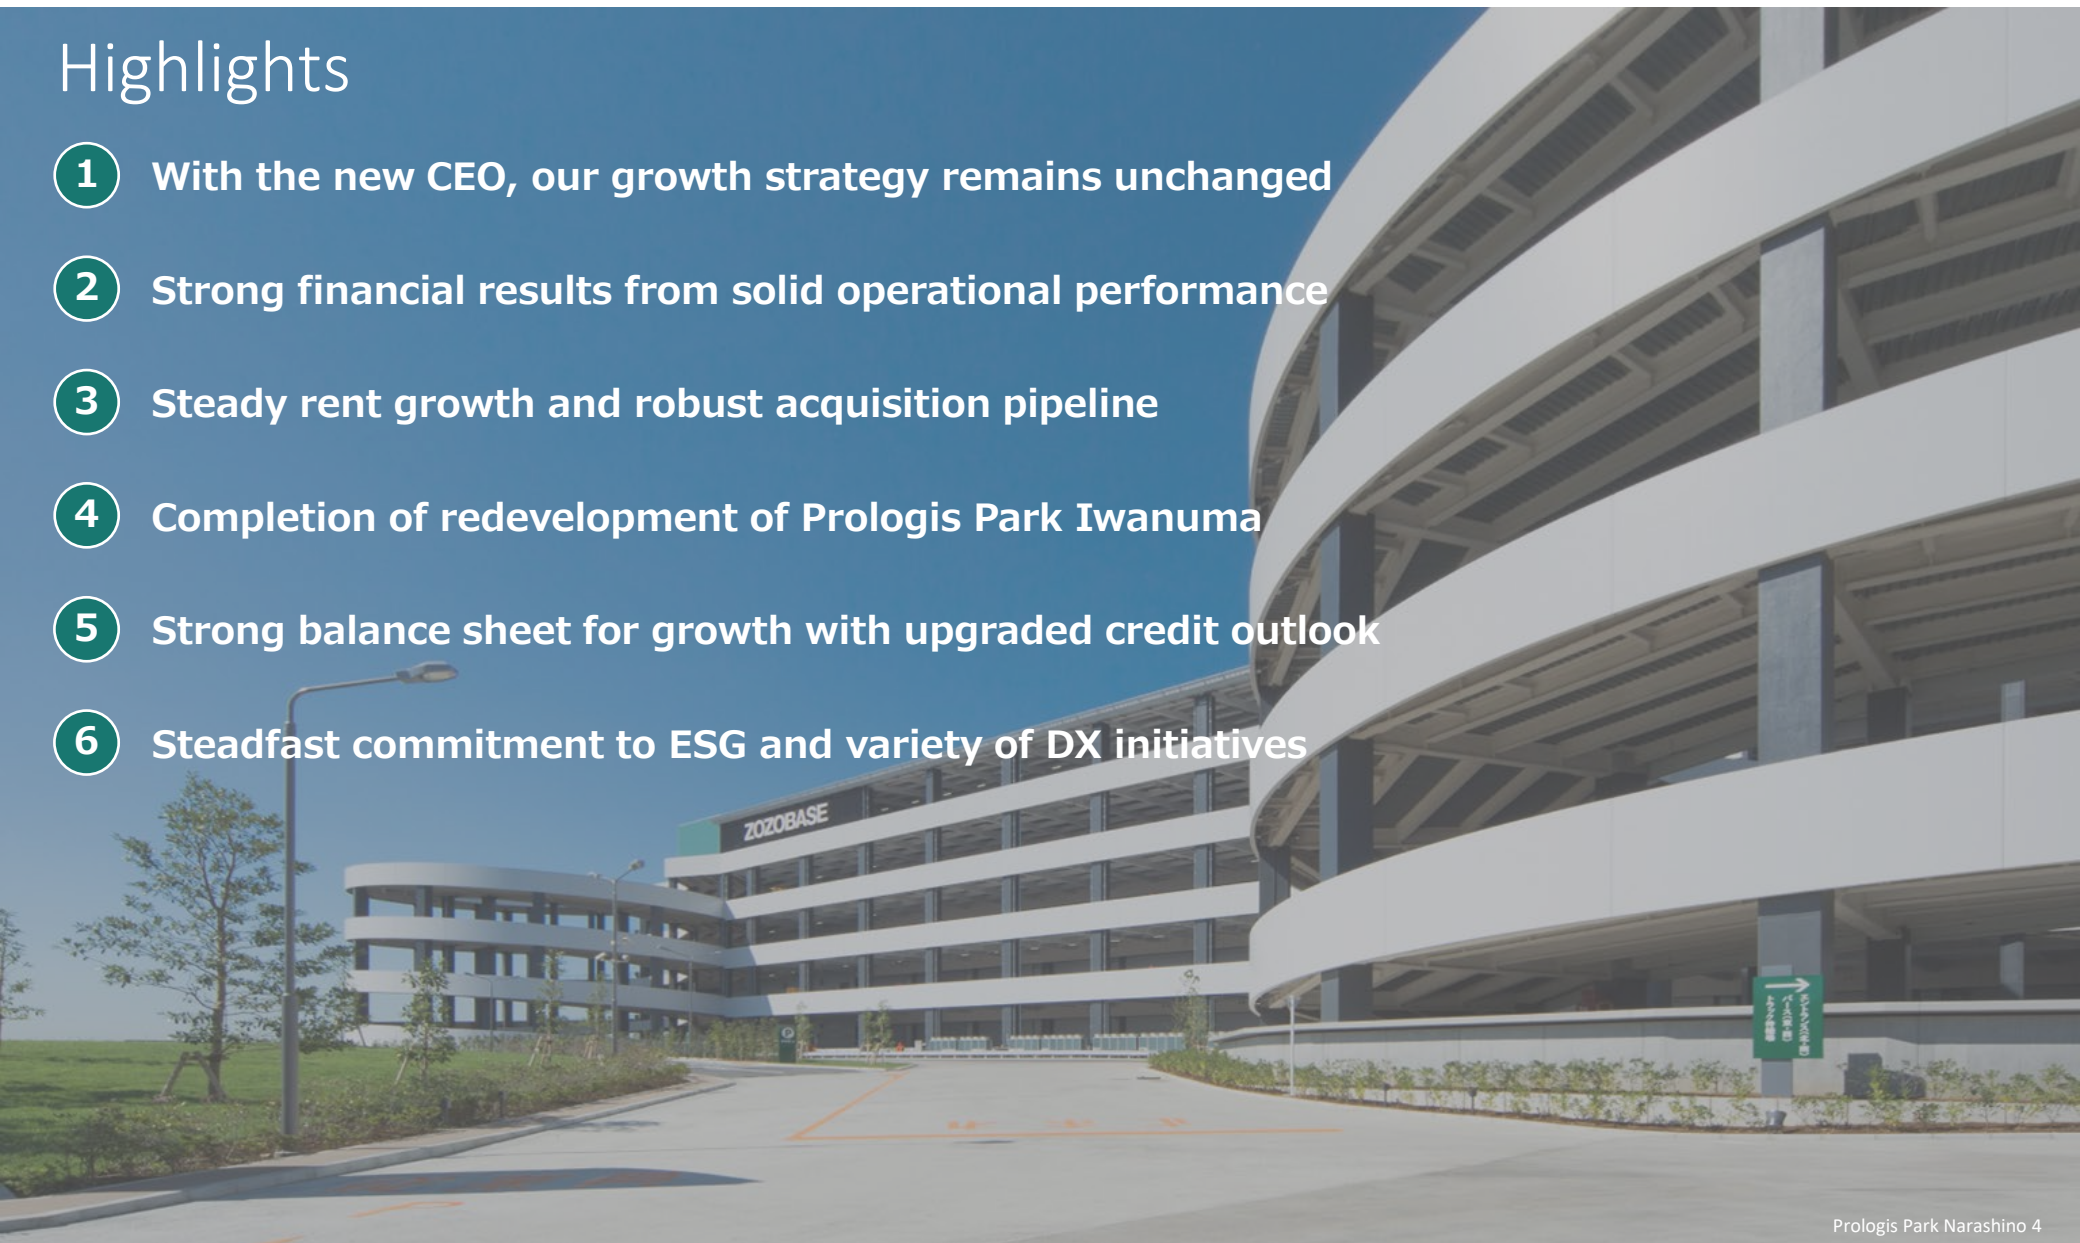 Highlights
1 With the new CEO, our growth strategy remains unchanged
2 Strong financial results from solid operational performance
3 Steady rent growth and robust acquisition pipeline
4 Completion of redevelopment of Prologis Park Iwanuma
5 Strong balance sheet for growth with upgraded credit outlook
6 Steadfast commitment to ESG and variety of DX initiatives
ZOZOBASE
Prologis Park Narashino 4